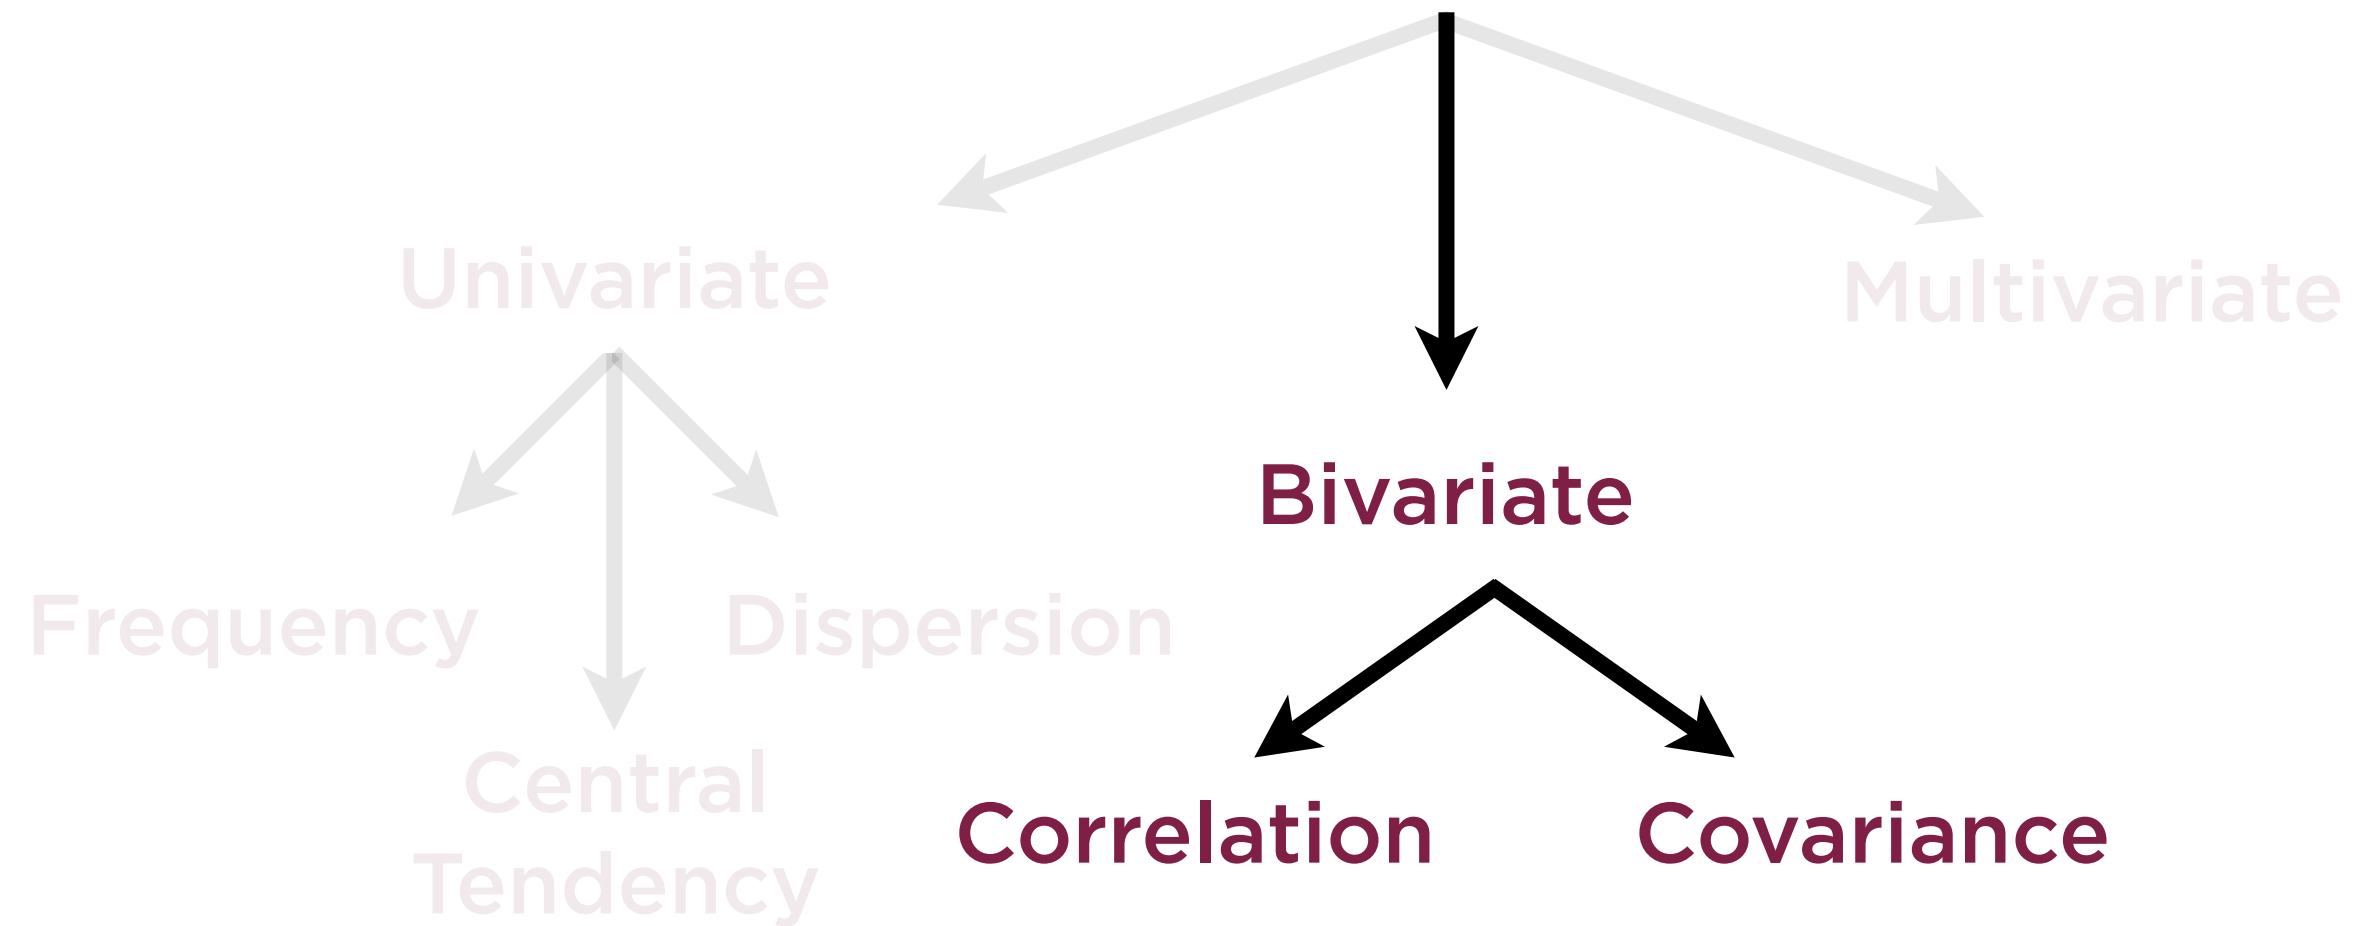 Univariate
Multivariate
Bivariate
Frequency
Dispersion
Central
Tendency
Correlation
Covariance